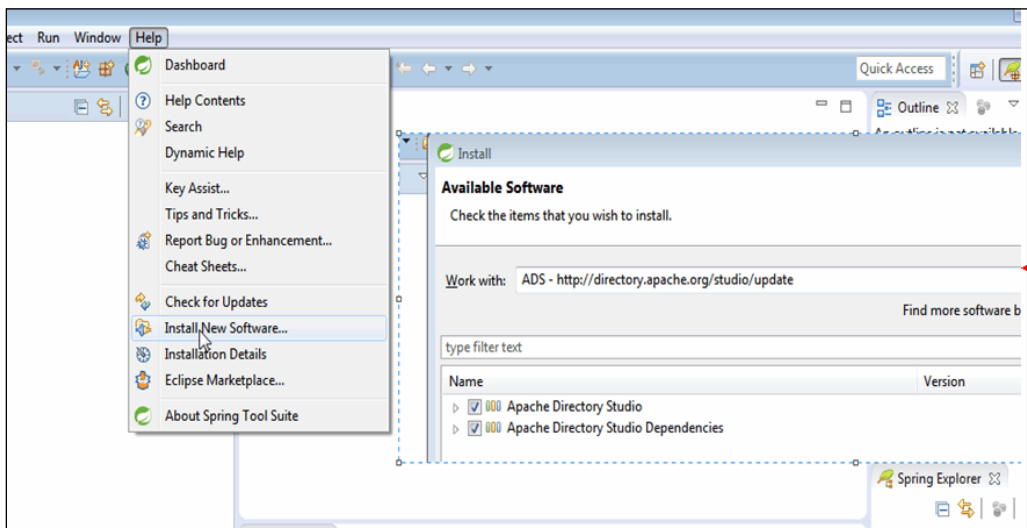 ect Run Window Help
Dashboard
Help Contents
Search
Dynamic Help
Key Assist...
Tips and Tricks...
Report Bug or Enhancement...
Cheat Sheets...
Check for Updates
Install New Software...
Installation Details
Eclipse Marketplace...
About Spring Tool Suite
Quick Access
Outline
Install
Available Software
Check the items that you wish to install.
Work with: ADS - http://directory.apache.org/studio/update
Find more software b
type filter text
Name Version
Apache Directory Studio
Apache Directory Studio Dependencies
Spring Explorer